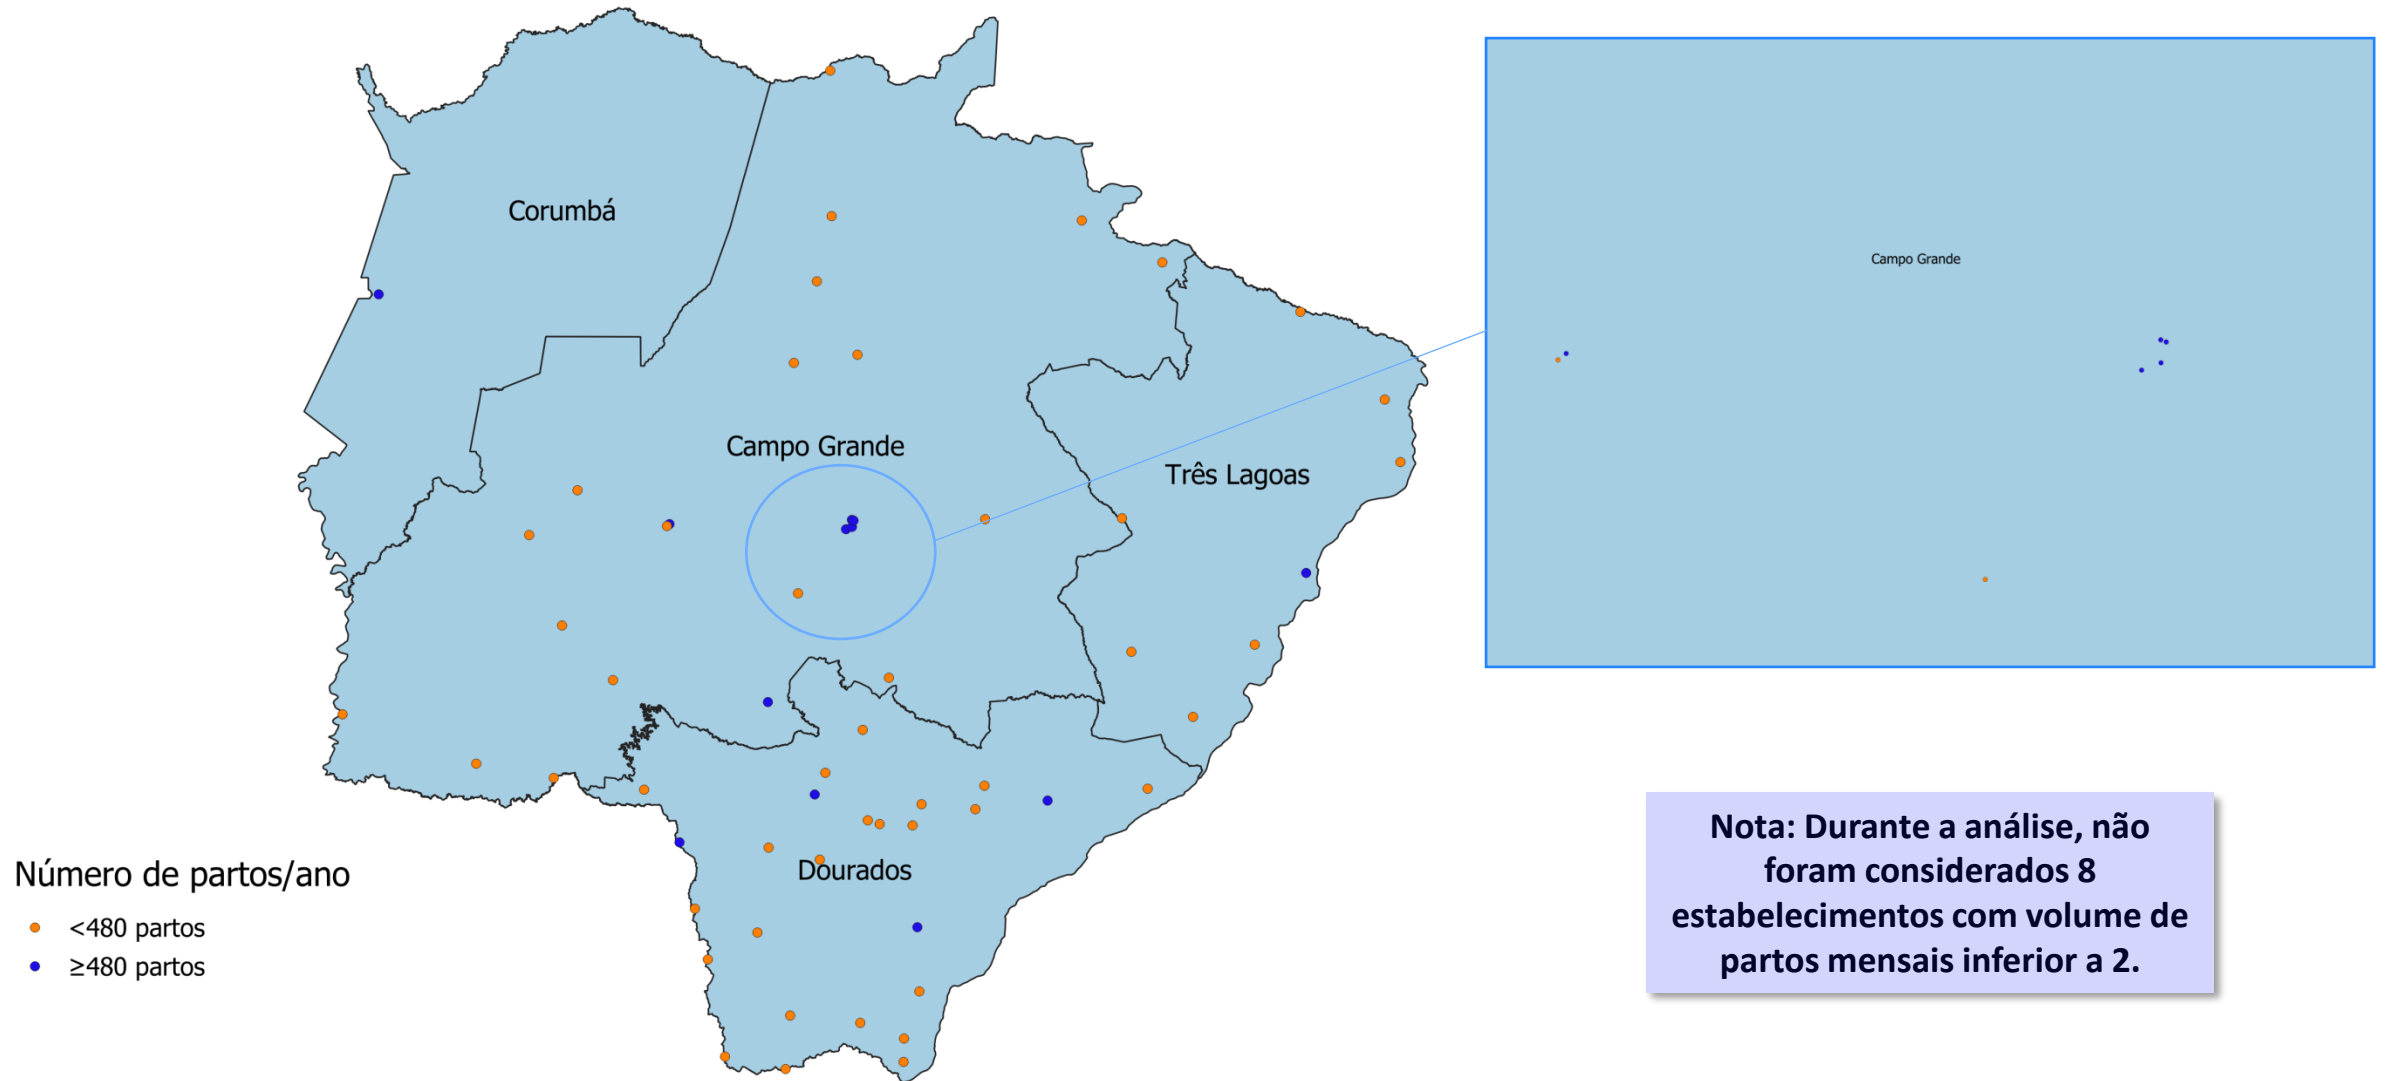 Corumbá
Campo Grande
Três Lagoas
Dourados
Campo Grande
Número de partos/ano
<480 partos
≥480 partos
Nota: Durante a análise, não
foram considerados 8
estabelecimentos com volume de
partos mensais inferior a 2.